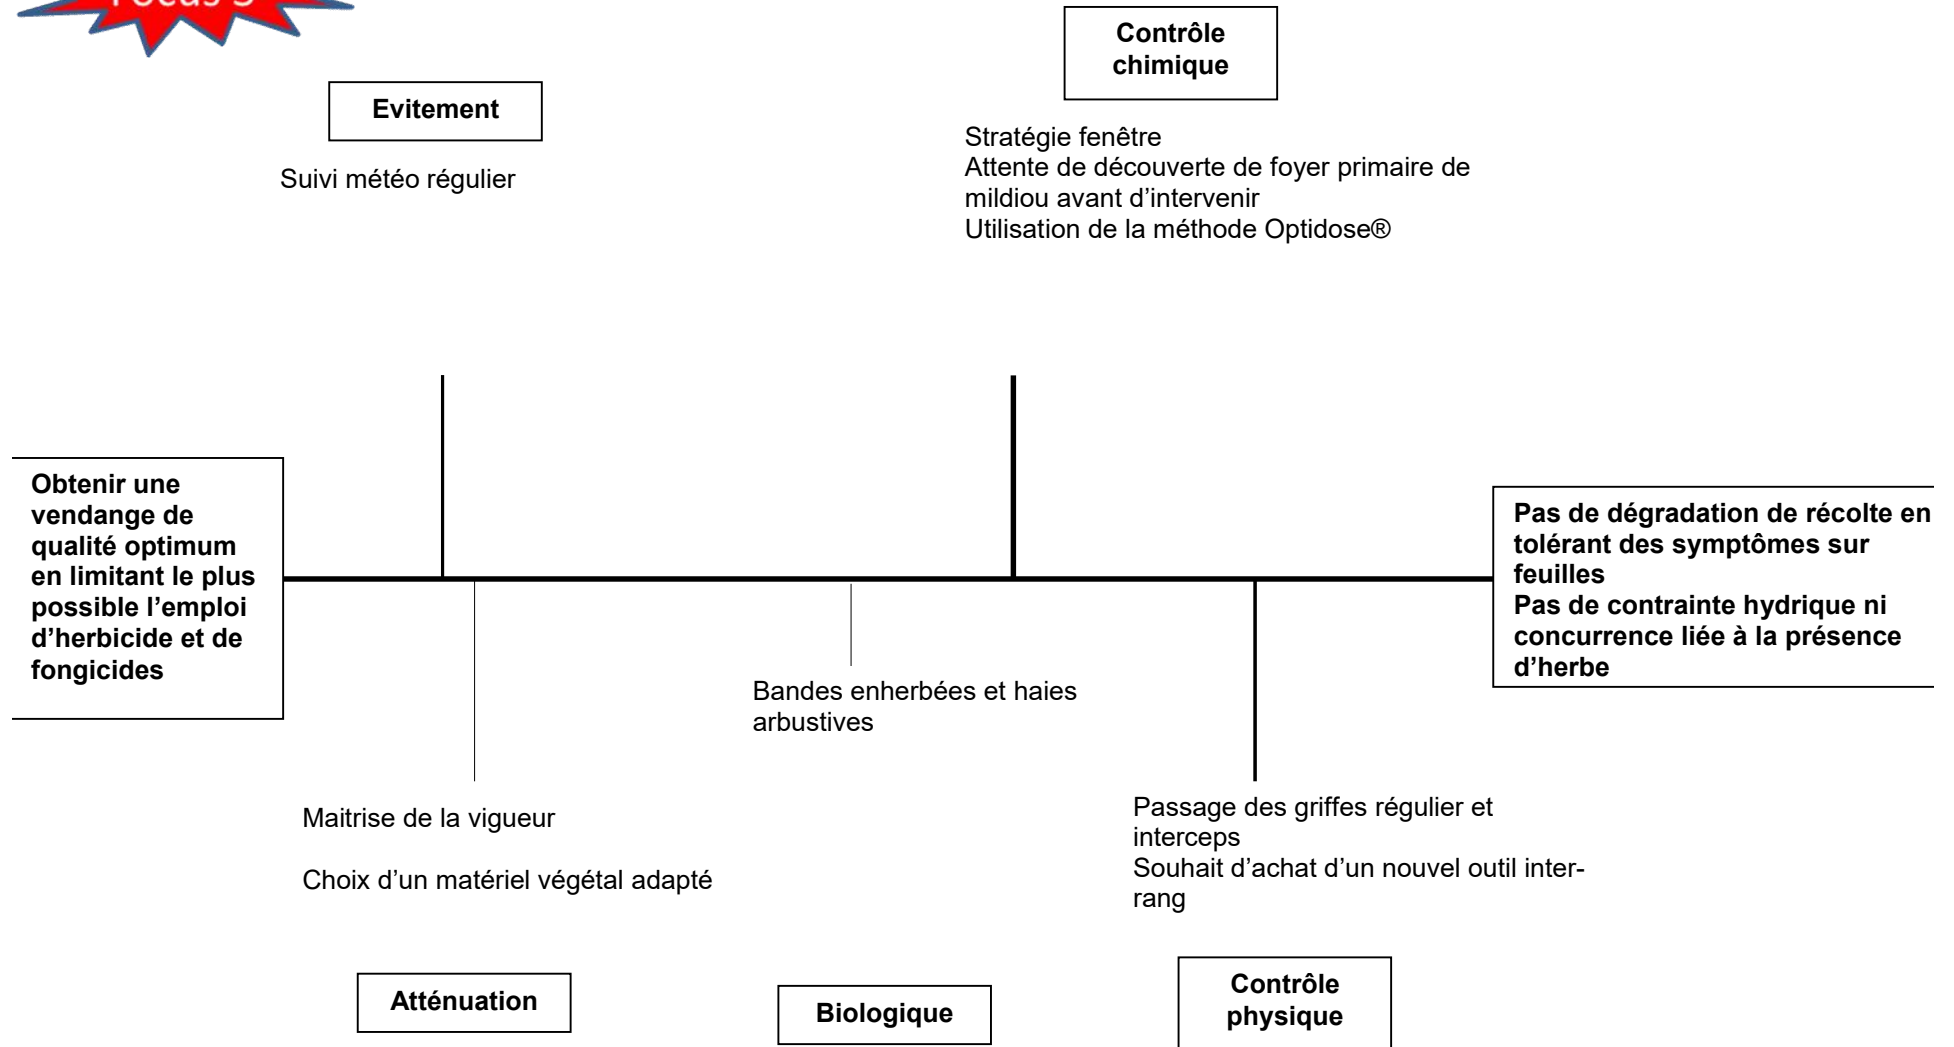 Focus 3
Contrôle
chimique
Evitement
Stratégie fenêtre
Attente de découverte de foyer primaire de
mildiou avant d’intervenir
Utilisation de la méthode Optidose®
Suivi météo régulier
Obtenir une
vendange de
qualité optimum
en limitant le plus
possible l’emploi
d’herbicide et de
fongicides
Pas de dégradation de récolte en
tolérant des symptômes sur
feuilles
Pas de contrainte hydrique ni
concurrence liée à la présence
d’herbe
Bandes enherbées et haies
arbustives
Maitrise de la vigueur
Choix d’un matériel végétal adapté
Passage des griffes régulier et
interceps
Souhait d’achat d’un nouvel outil inter-
rang
Atténuation
Biologique
Contrôle
physique